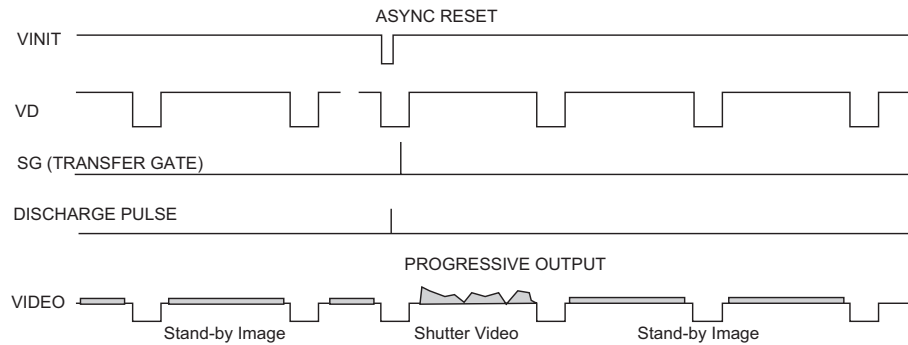 ASYNC RESET
VINIT
VD
SG (TRANSFER GATE)
DISCHARGE PULSE
PROGRESSIVE OUTPUT
VIDEO
Stand-by Image
Shutter Video
Stand-by Image